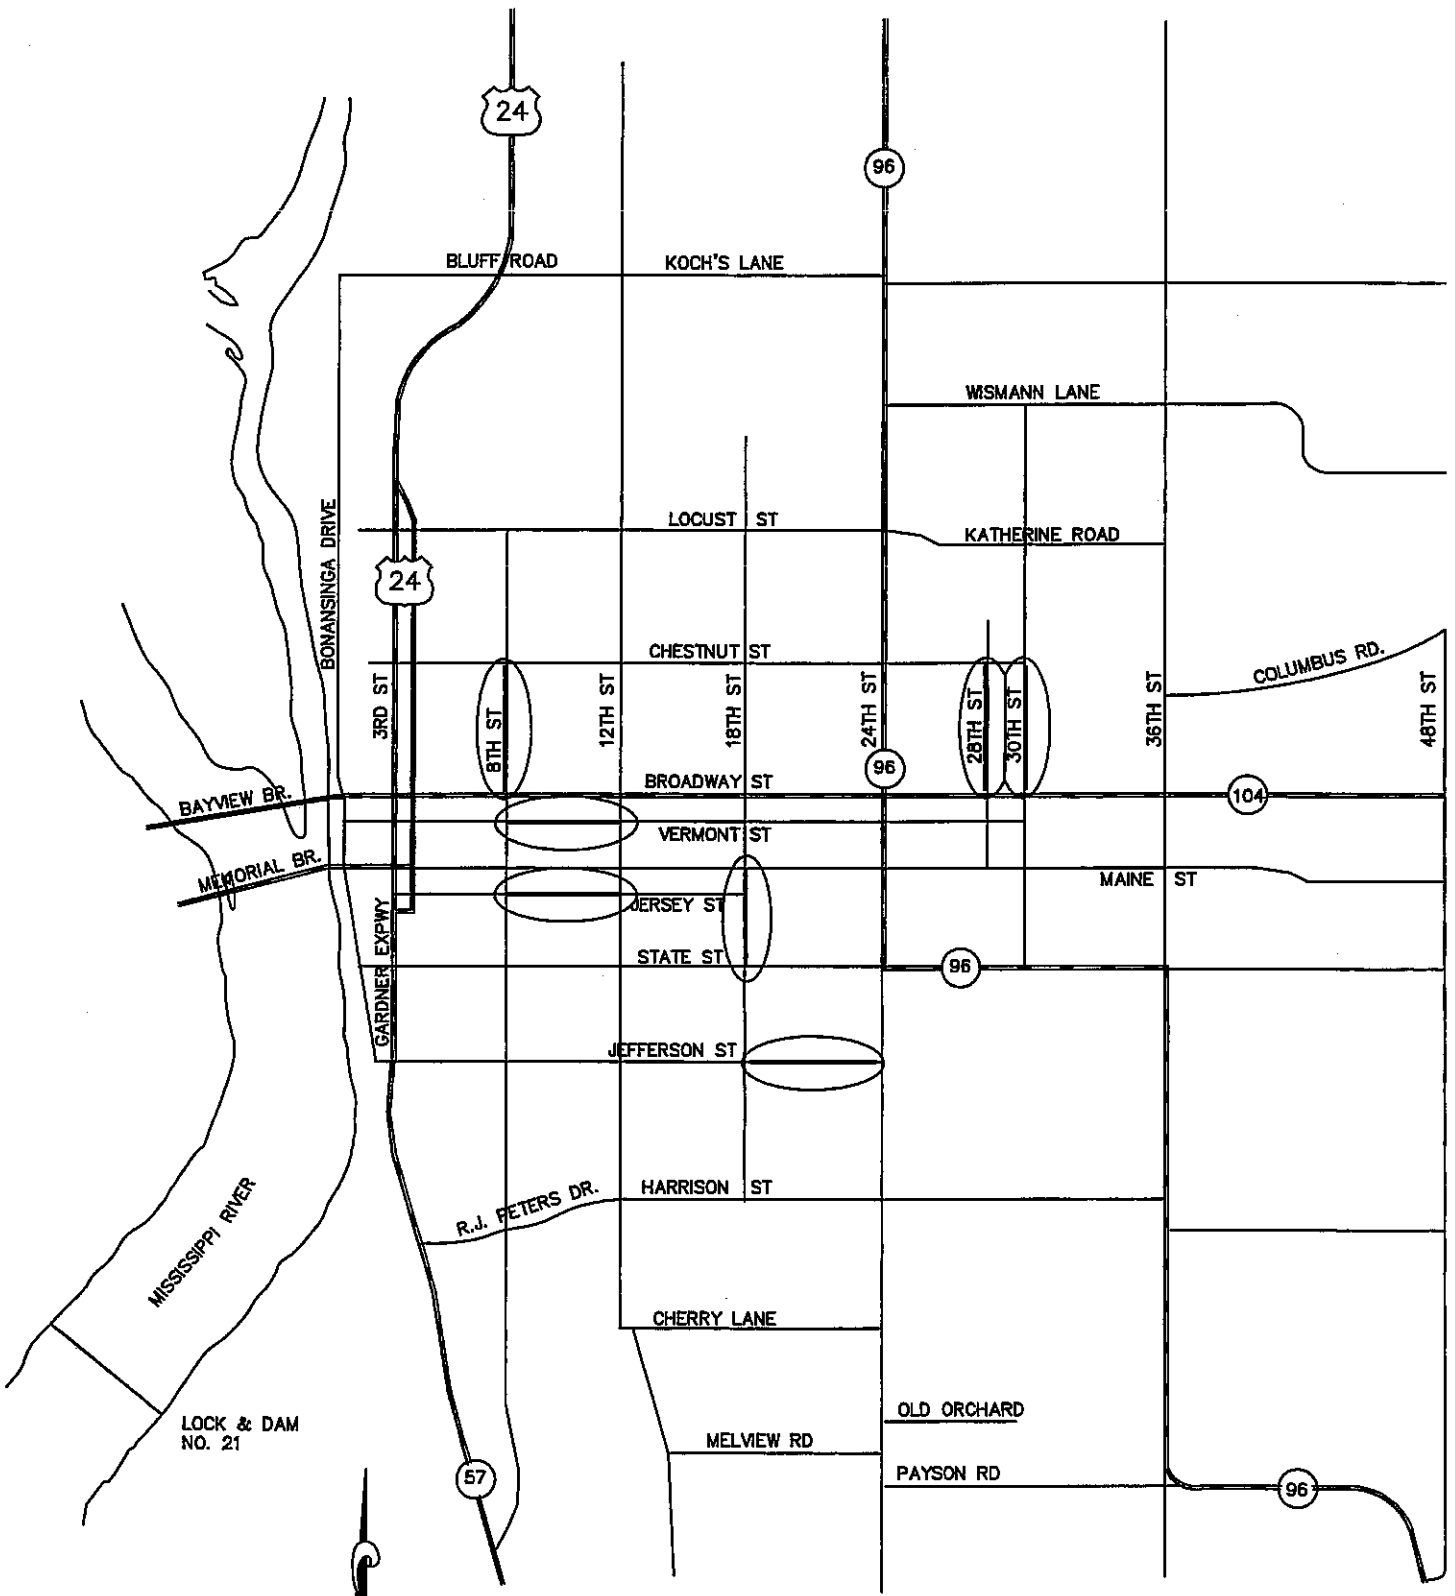 24
96
BLUFF ROAD
KOCH'S LANE
WISMANN LANE
BONANSINGA DRIVE
LOCUST ST
KATHERINE ROAD
24
CHESTNUT ST
COLUMBUS RD.
3RD ST
8TH ST
12TH ST
18TH ST
24TH ST
28TH ST
30TH ST
36TH ST
48TH ST
96
BROADWAY ST
104
BAYVIEW BR.
VERMONT ST
MEMORIAL BR.
MAINE ST
JERSEY ST
GARDNER EXPWY
STATE ST
96
JEFFERSON ST
HARRISON ST
R.J. PETERS DR.
MISSISSIPPI RIVER
CHERRY LANE
OLD ORCHARD
LOCK & DAM
NO. 21
MELVIEW RD
57
PAYSON RD
96